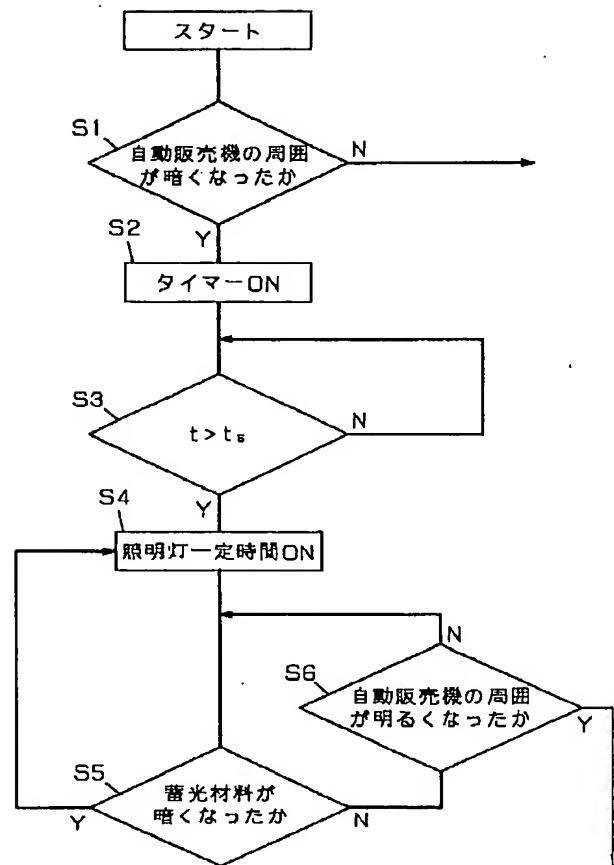 スタート
S1
自動販売機の周囲
が暗くなったか
N
Y
S2
タイマーON
S3
t>ts
N
Y
S4
照明灯一定時間ON
N
S6
自動販売機の周囲
が明るくなったか
Y
S5
蓄光材料が
暗くなったか
Y
N